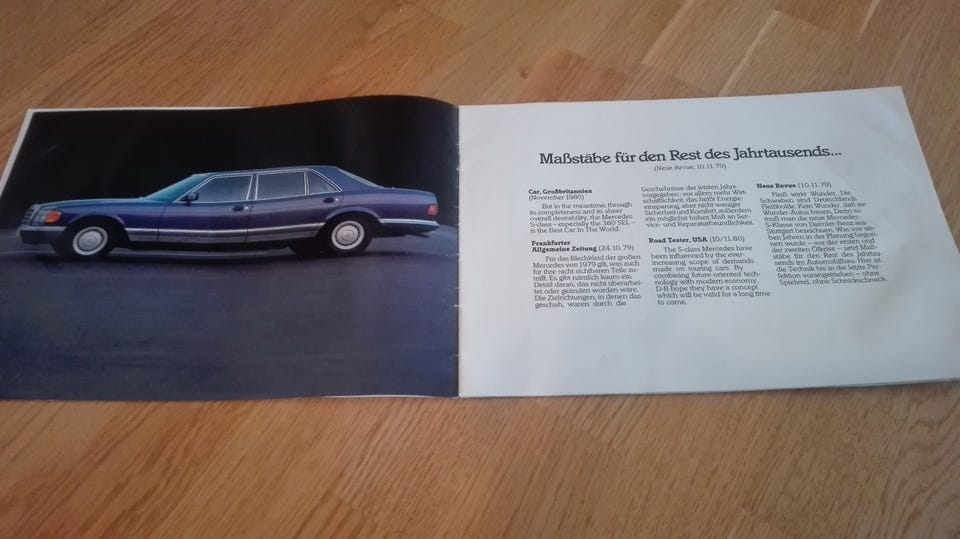 Maßstäbe für den Rest des Jahrtausends...
(Neue Revue, 10.11.79)
Car, Großbritannien
(November 1980)
But in the meantime, through
its completeness and its sheer
overall desirability, the Mercedes
S-class – especially the 380 SEL –
is the Best Car In The World.
Frankfurter
Allgemeine Zeitung (24.10.79)
Für das Blechkleid der großen
Mercedes von 1979 gilt, was auch
für ihre nicht sichtbaren Teile zu-
trifft. Es gibt nämlich kaum ein
Detail daran, das nicht überarbei-
tet oder geändert worden wäre.
Die Zielrichtungen, in denen das
geschah, waren durch die
Geschehnisse der letzten Jahre
vorgegeben: vor allem mehr Wirt-
schaftlichkeit, das heißt Energie-
einsparung, aber nicht weniger
Sicherheit und Komfort, außerdem
ein möglichst hohes Maß an Ser-
vice- und Reparaturfreundlichkeit.
Road Tester, USA (10/11.80)
The S-class Mercedes have
been influenced by the ever-
increasing scope of demands
made on touring cars. By
combining future-oriented tech-
nology with modern economy,
D-B hope they have a concept
which will be valid for a long time
to come.
Neue Revue (10.11.79)
Fleiß wirkt Wunder. Die
Schwaben sind Deutschlands
Fleißbolde. Kein Wunder, daß sie
Wunder-Autos bauen. Denn so
muß man die neue Mercedes-
S-Klasse von Daimler-Benz aus
Stuttgart bezeichnen. Was vor sie-
ben Jahren in der Planung begon-
nen wurde – vor der ersten und
der zweiten Ölkrise – setzt Maß-
stäbe für den Rest des Jahrtau-
sends im Automobilbau. Hier ist
die Technik bis in die letzte Per-
fektion vorangetrieben – ohne
Spielerei, ohne Schnickschnack.